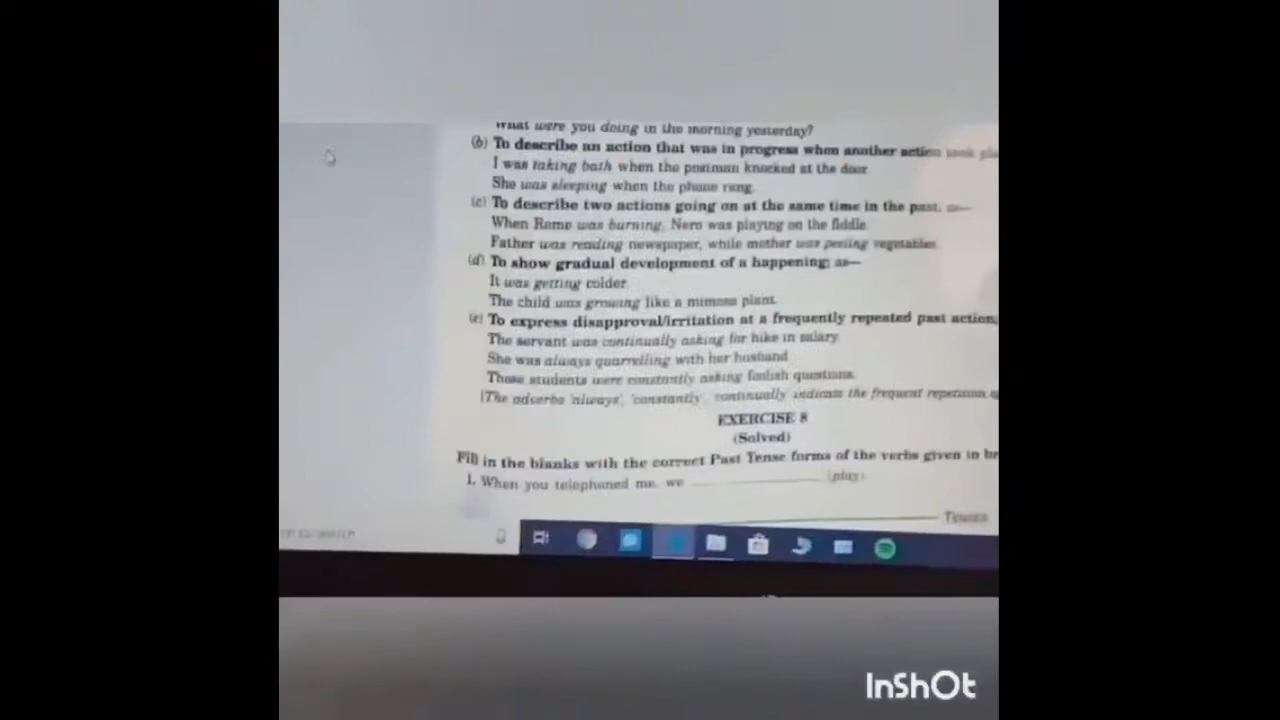 What were you doing in the morning yesterday?
(b) To describe an action that was in progress when another action took
I was taking bath when the postman knocked at the door.
She was sleeping when the phone rang.
(c) To describe two actions going on at the same time in the past, as—
When Rome was burning, Nero was playing on the fiddle.
Father was reading newspaper, while mother was peeling vegetables.
(d) To show gradual development of a happening; as—
It was getting colder.
The child was growing like a mimosa plant.
(e) To express disapproval/irritation at a frequently repeated past action,
The servant was continually asking for hike in salary.
She was always quarrelling with her husband.
Those students were constantly asking foolish questions.
[The adverbs 'always', 'constantly', 'continually' indicate the frequent repetition
EXERCISE 8
(Solved)
Fill in the blanks with the correct Past Tense forms of the verbs given in
1. When you telephoned me, we ____________ (play)
Tenses
InShOt